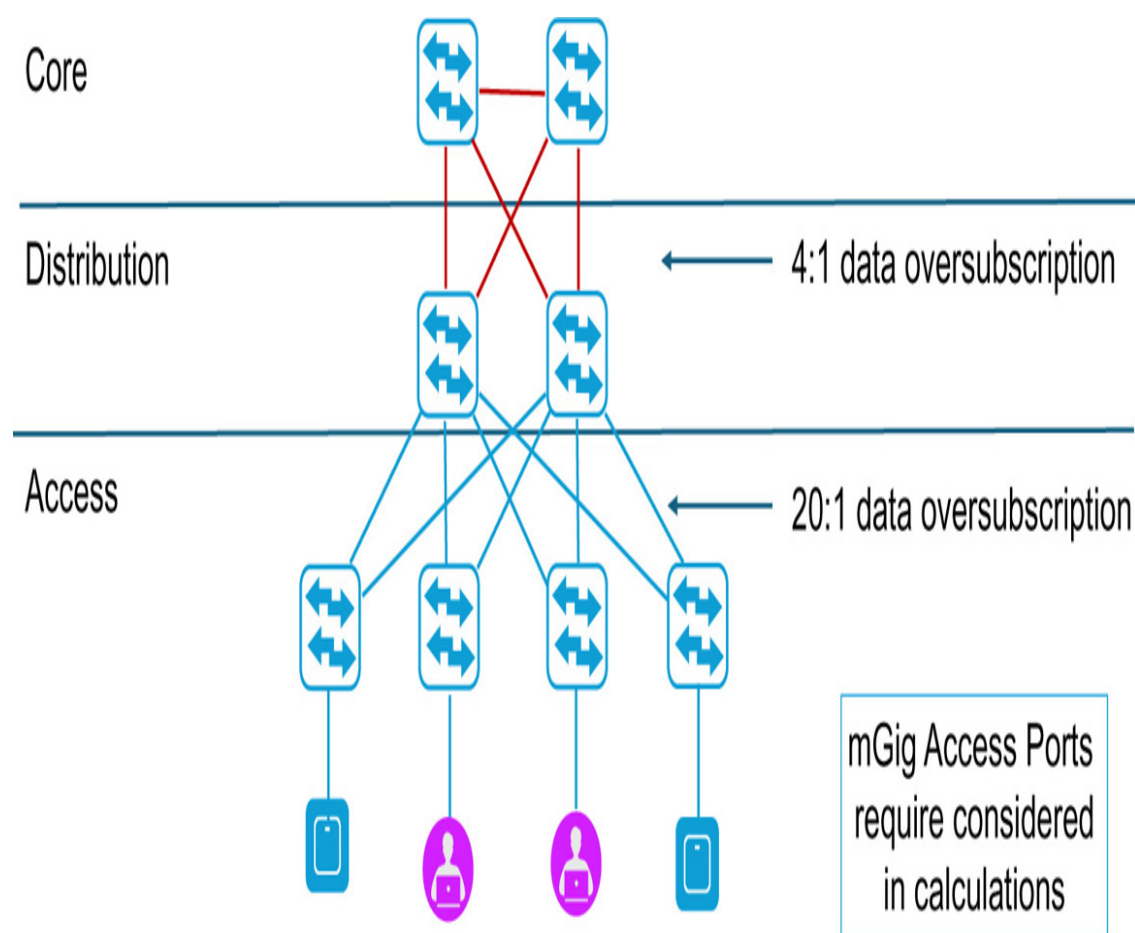 Core
Distribution
4:1 data oversubscription
Access
20:1 data oversubscription
mGig Access Ports
require considered
in calculations